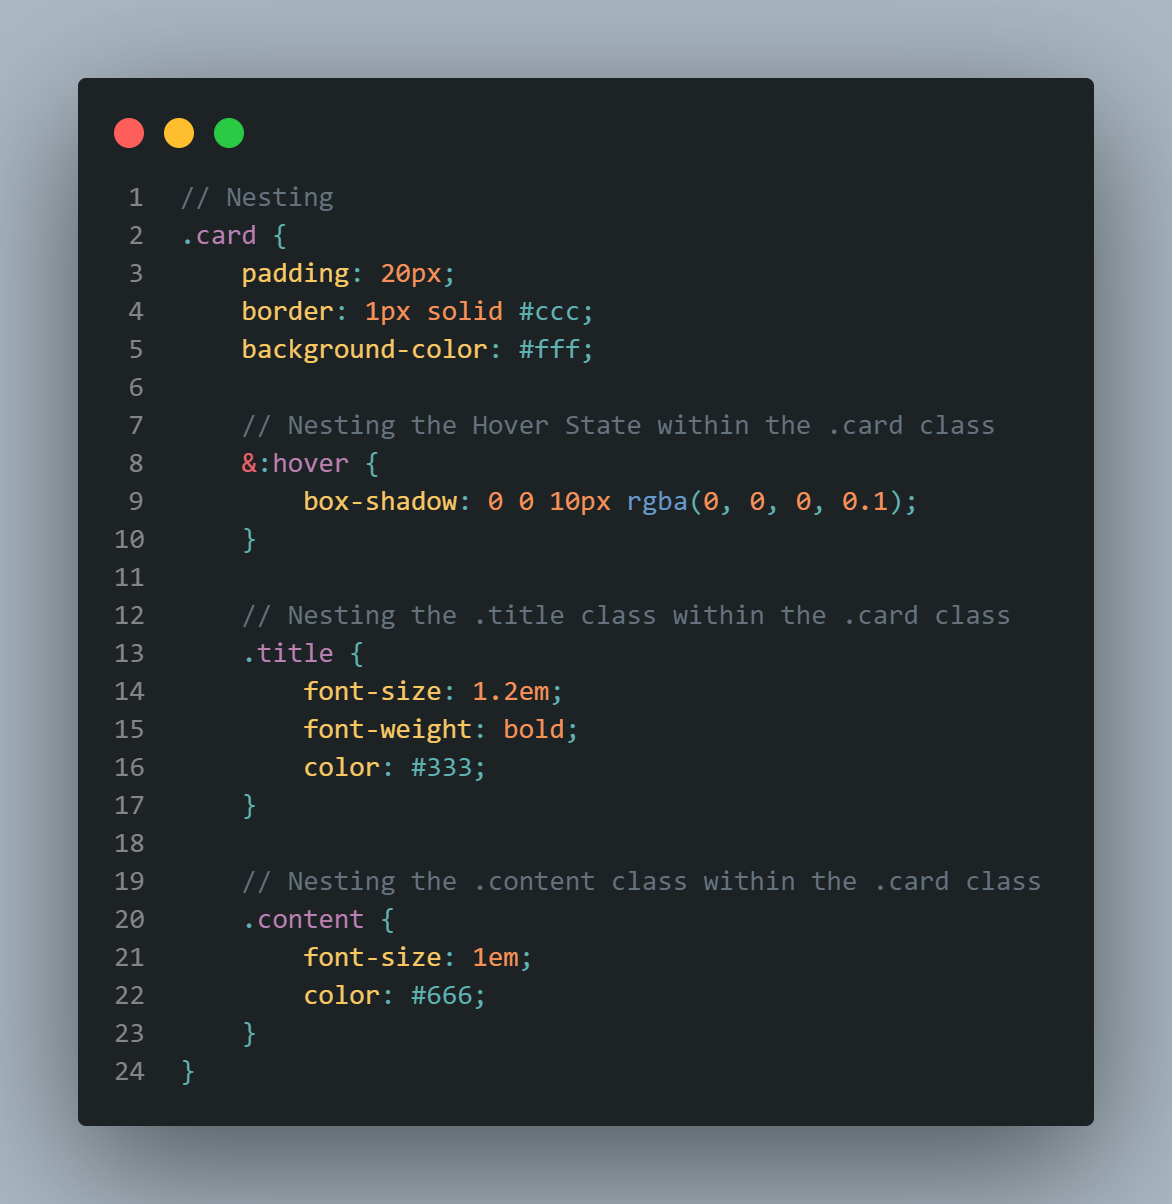 1 // Nesting
2 .card {
3     padding: 20px;
4     border: 1px solid #ccc;
5     background-color: #fff;
6
7     // Nesting the Hover State within the .card class
8     &:hover {
9         box-shadow: 0 0 10px rgba(0, 0, 0, 0.1);
10     }
11
12     // Nesting the .title class within the .card class
13     .title {
14         font-size: 1.2em;
15         font-weight: bold;
16         color: #333;
17     }
18
19     // Nesting the .content class within the .card class
20     .content {
21         font-size: 1em;
22         color: #666;
23     }
24 }